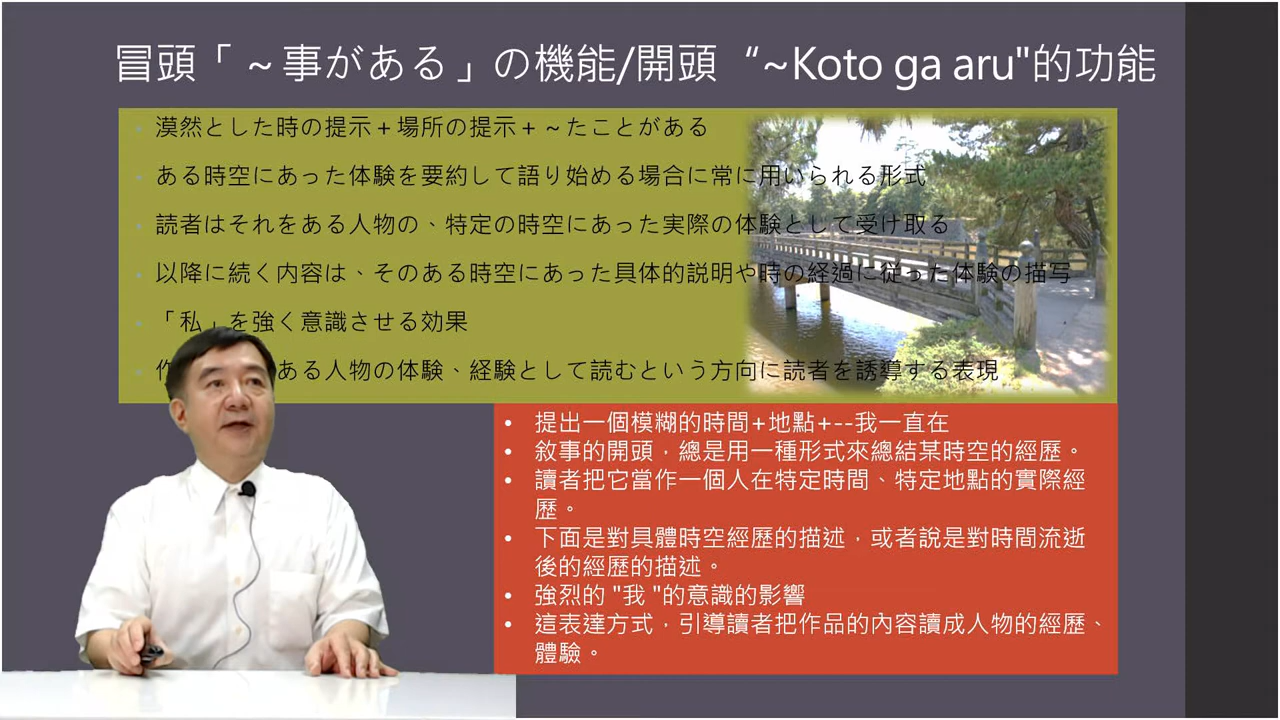 冒頭「~事がある」の機能/開頭“~Koto ga aru"的功能
漠然とした時の提示+場所の提示+~たことがある
ある時空にあった体験を要約して語り始める場合に常に用いられる形式
読者はそれをある人物の、特定の時空にあった実際の体験として受け取る
以降に続く内容は、そのある時空にあった具体的説明や時の経過に従った体験の描写
「私」を強く意識させる効果
作 ある人物の体験、経験として読むという方向に読者を誘導する表現
• 提出一個模糊的時間+地點+--我一直在
• 敘事的開頭,總是用一種形式來總結某時空的經歷。
• 讀者把它當作一個人在特定時間、特定地點的實際經
歷。
• 下面是對具體時空經歷的描述,或者說是對時間流逝
後的經歷的描述。
• 強烈的 "我 "的意識的影響
• 這表達方式,引導讀者把作品的內容讀成人物的經歷、
體驗。